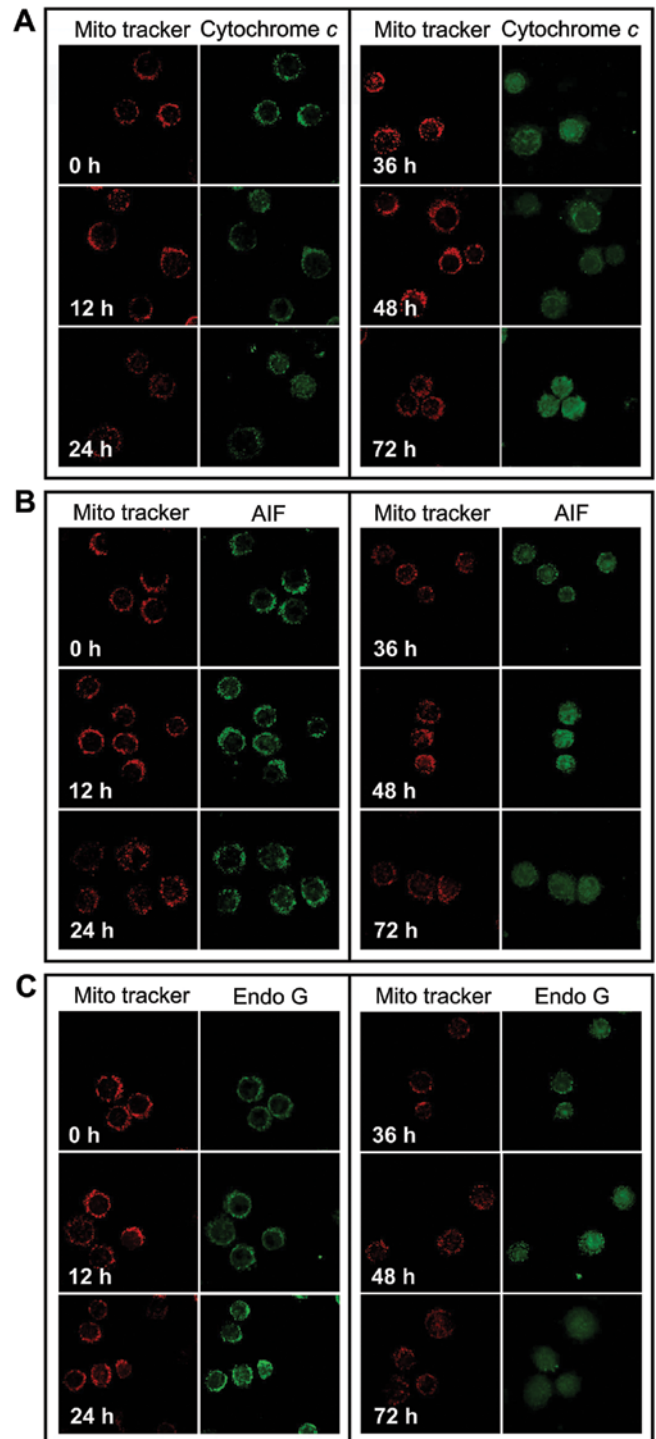 A
Mito tracker Cytochrome c Mito tracker Cytochrome c
0 h 36 h
12 h 48 h
24 h 72 h
B
Mito tracker AIF Mito tracker AIF
0 h 36 h
12 h 48 h
24 h 72 h
C
Mito tracker Endo G Mito tracker Endo G
0 h 36 h
12 h 48 h
24 h 72 h